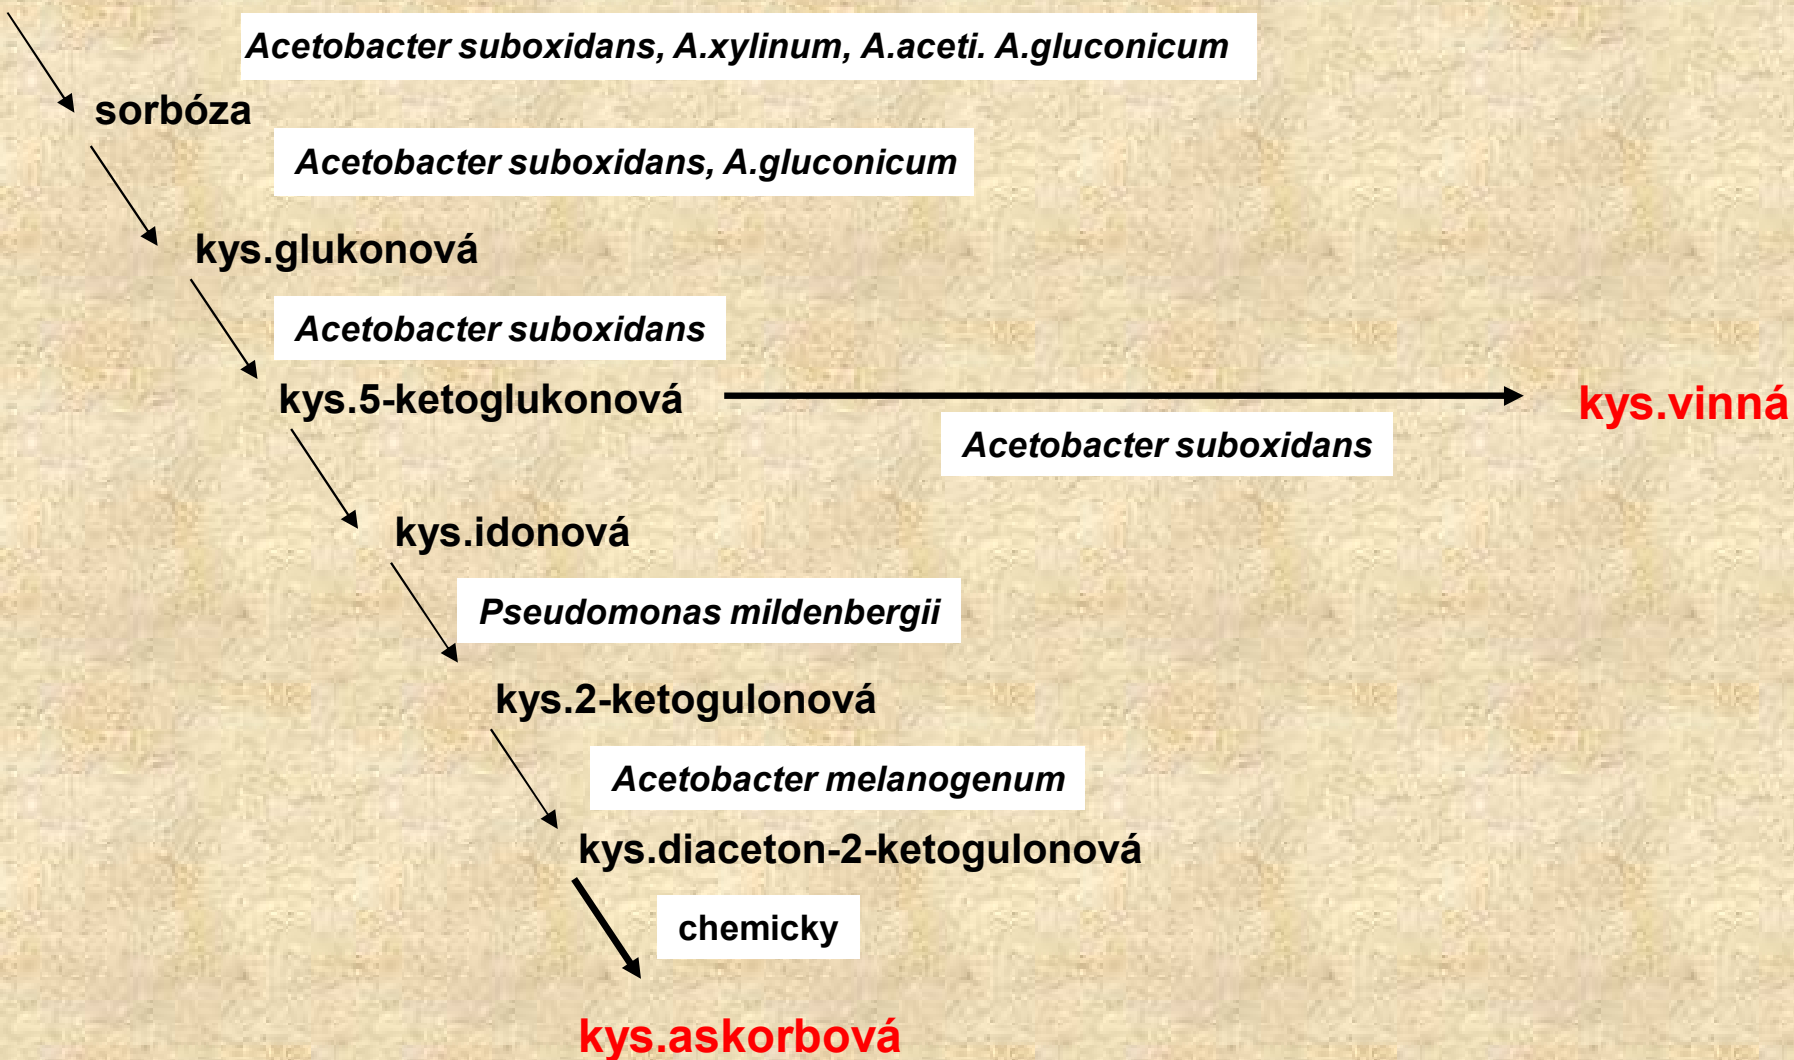 Acetobacter suboxidans, A.xylinum, A.aceti. A.gluconicum
sorbóza
Acetobacter suboxidans, A.gluconicum
kys.glukonová
Acetobacter suboxidans
kys.5-ketoglukonová
kys.vinná
Acetobacter suboxidans
kys.idonová
Pseudomonas mildenbergii
kys.2-ketogulonová
Acetobacter melanogenum
kys.diaceton-2-ketogulonová
chemicky
kys.askorbová